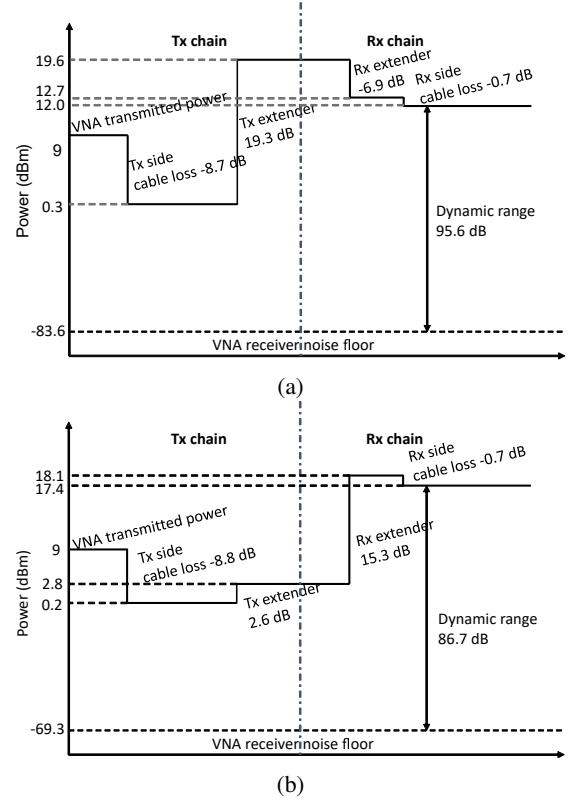 Tx chain
Rx chain
19.6
Rx extender
-6.9 dB
Rx side
cable loss -0.7 dB
12.7
12.0
VNA transmitted power
Tx extender
19.3 dB
9
Tx side
cable loss -8.7 dB
Power (dBm)
0.3
Dynamic range
95.6 dB
-83.6
VNA receiver noise floor
(a)
Tx chain
Rx chain
Rx side
cable loss -0.7 dB
18.1
17.4
VNA transmitted power
Rx extender
15.3 dB
9
Tx side
cable loss -8.8 dB
Power (dBm)
2.8
0.2
Tx extender
2.6 dB
Dynamic range
86.7 dB
-69.3
VNA receiver noise floor
(b)